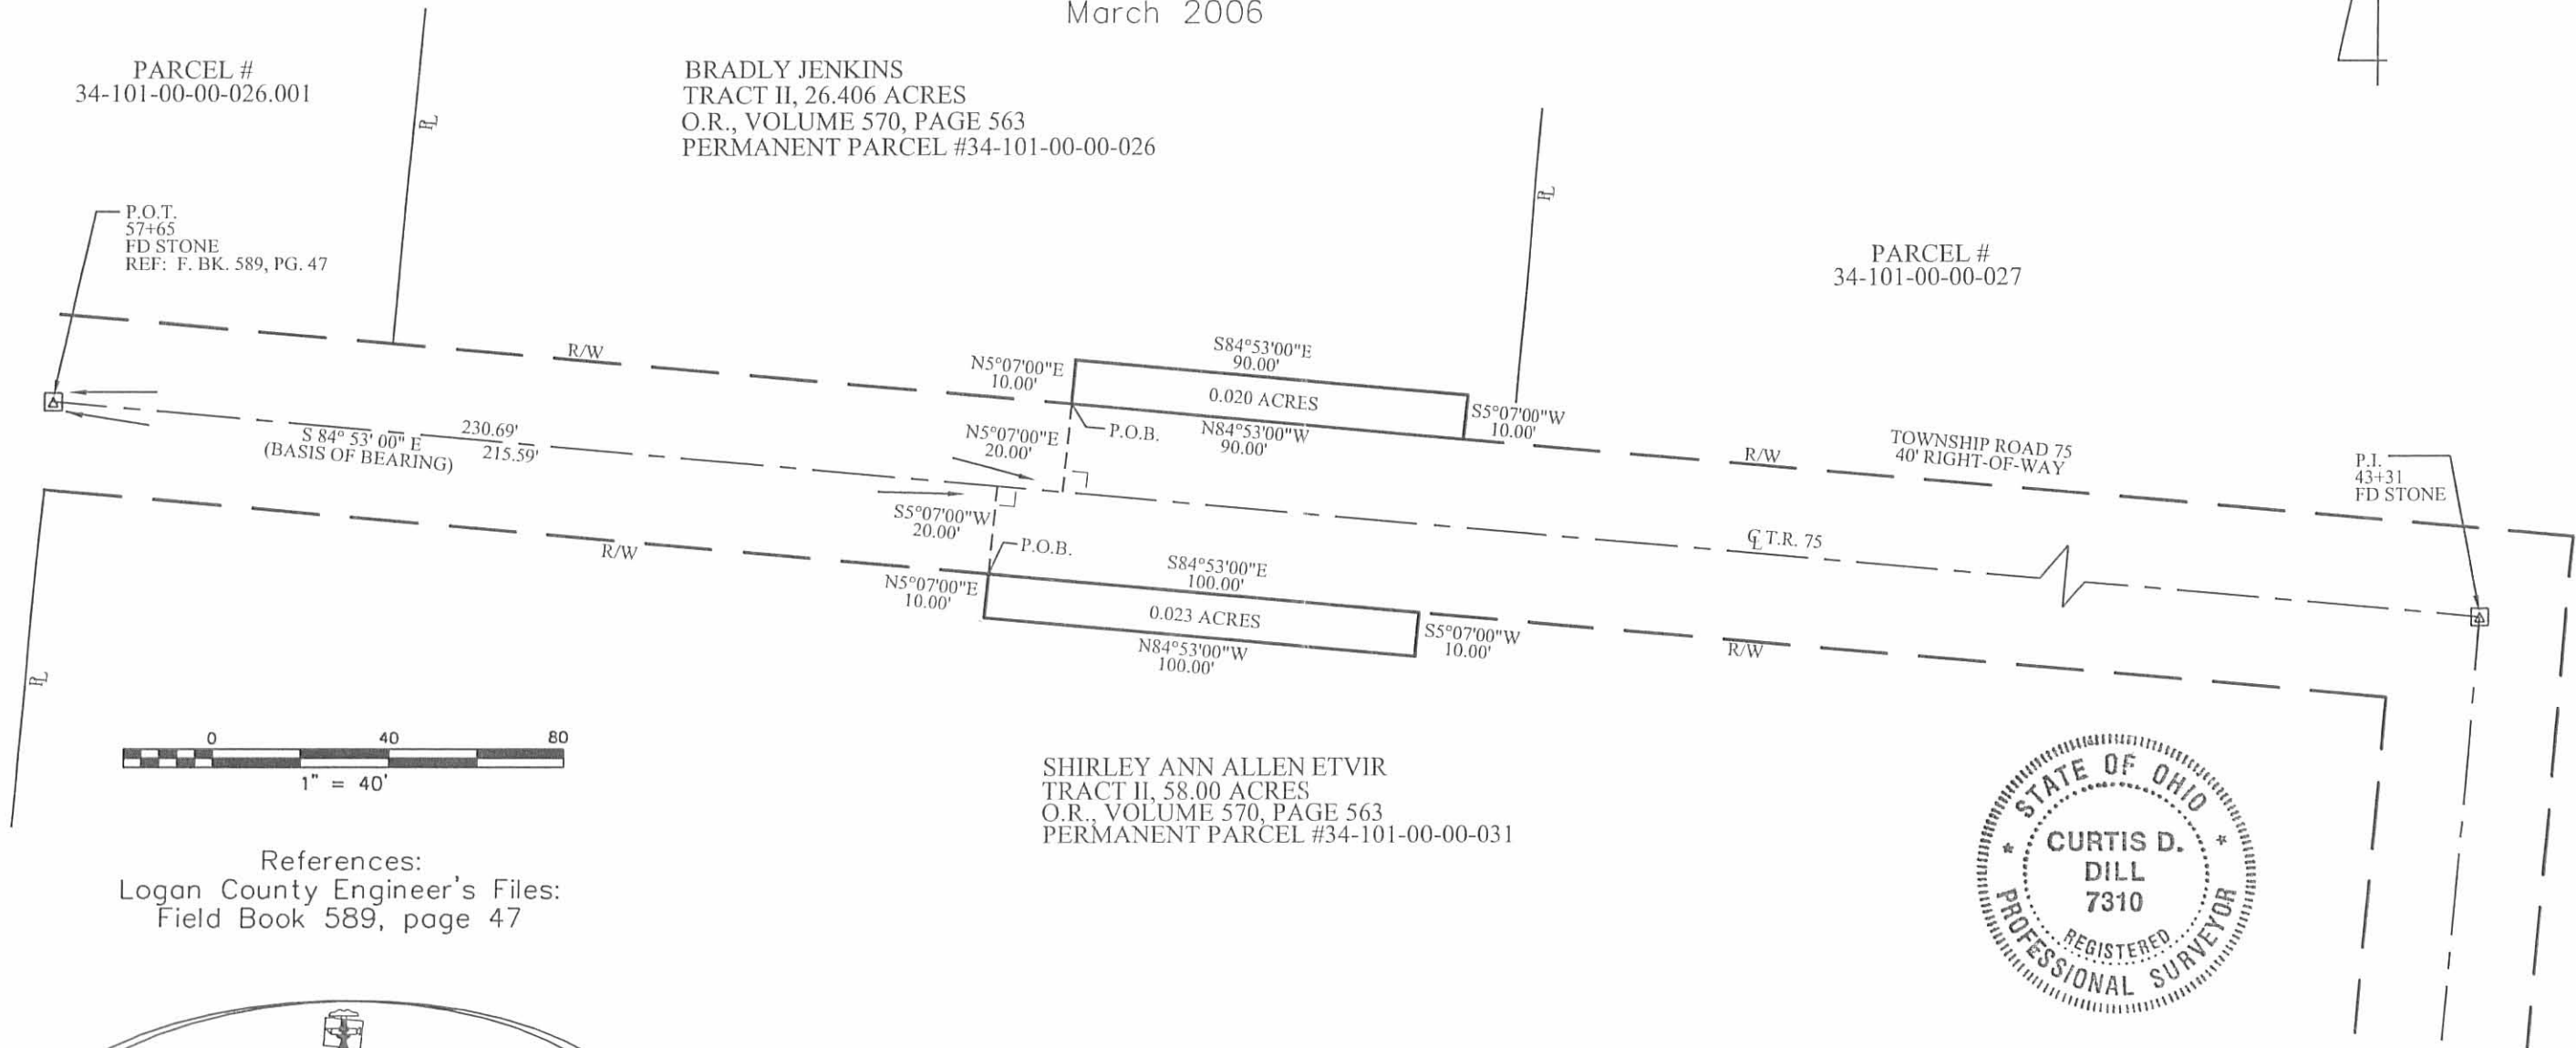 March 2006
4
PARCEL #
34-101-00-00-026.001
BRADLY JENKINS
TRACT II, 26.406 ACRES
O.R., VOLUME 570, PAGE 563
PERMANENT PARCEL #34-101-00-00-026
PL
PL
P.O.T.
57+65
FD STONE
REF: F. BK. 589, PG. 47
PARCEL #
34-101-00-00-027
R/W
N5°07'00"E
10.00'
S84°53'00"E
90.00'
0.020 ACRES
S5°07'00"W
10.00'
P.O.B.
N84°53'00"W
90.00'
N5°07'00"E
20.00'
230.69'
S 84° 53' 00" E
215.59'
(BASIS OF BEARING)
R/W
TOWNSHIP ROAD 75
40' RIGHT-OF-WAY
P.I.
43+31
FD STONE
S5°07'00"W
20.00'
P.O.B.
CL T.R. 75
R/W
N5°07'00"E
10.00'
S84°53'00"E
100.00'
0.023 ACRES
S5°07'00"W
10.00'
N84°53'00"W
100.00'
R/W
PL
0 40 80
1" = 40'
SHIRLEY ANN ALLEN ETVIR
TRACT II, 58.00 ACRES
O.R., VOLUME 570, PAGE 563
PERMANENT PARCEL #34-101-00-00-031
References:
Logan County Engineer's Files:
Field Book 589, page 47
STATE OF OHIO
* CURTIS D. *
DILL
7310
REGISTERED
PROFESSIONAL SURVEYOR